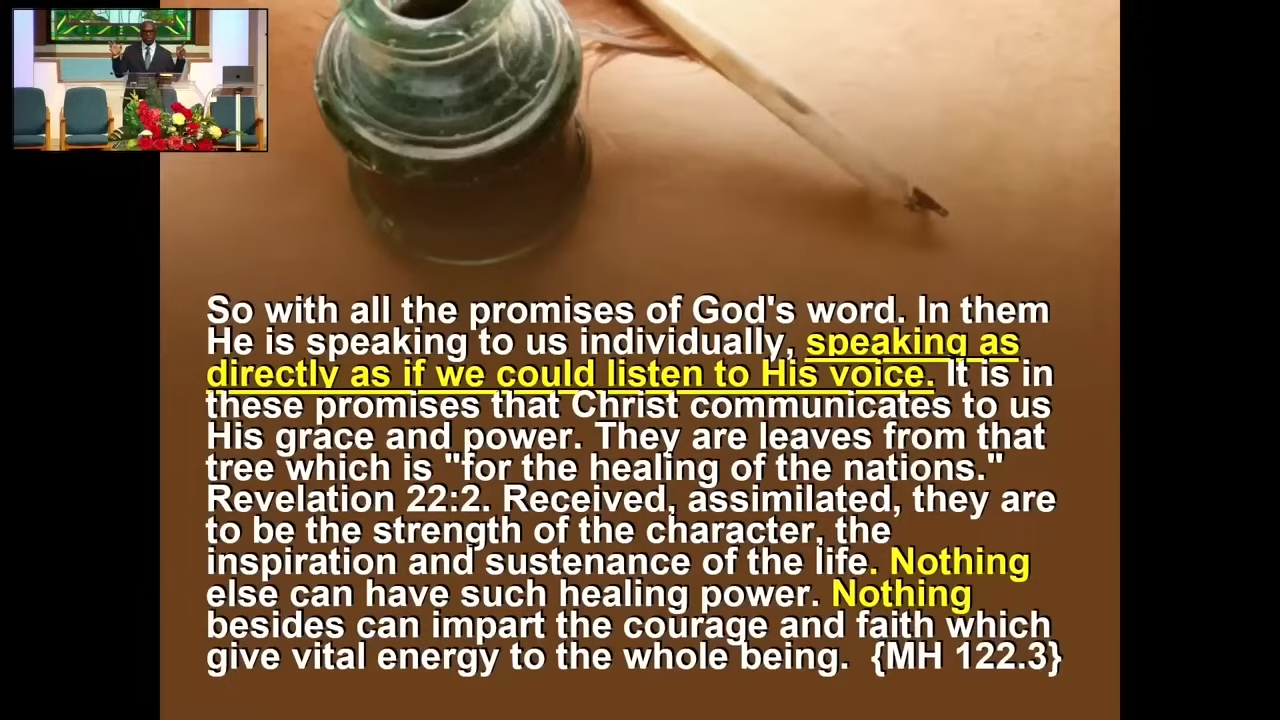 So with all the promises of God's word. In them
He is speaking to us individually, speaking as
directly as if we could listen to His voice. It is in
these promises that Christ communicates to us
His grace and power. They are leaves from that
tree which is "for the healing of the nations."
Revelation 22:2. Received, assimilated, they are
to be the strength of the character, the
inspiration and sustenance of the life. Nothing
else can have such healing power. Nothing
besides can impart the courage and faith which
give vital energy to the whole being.  {MH 122.3}